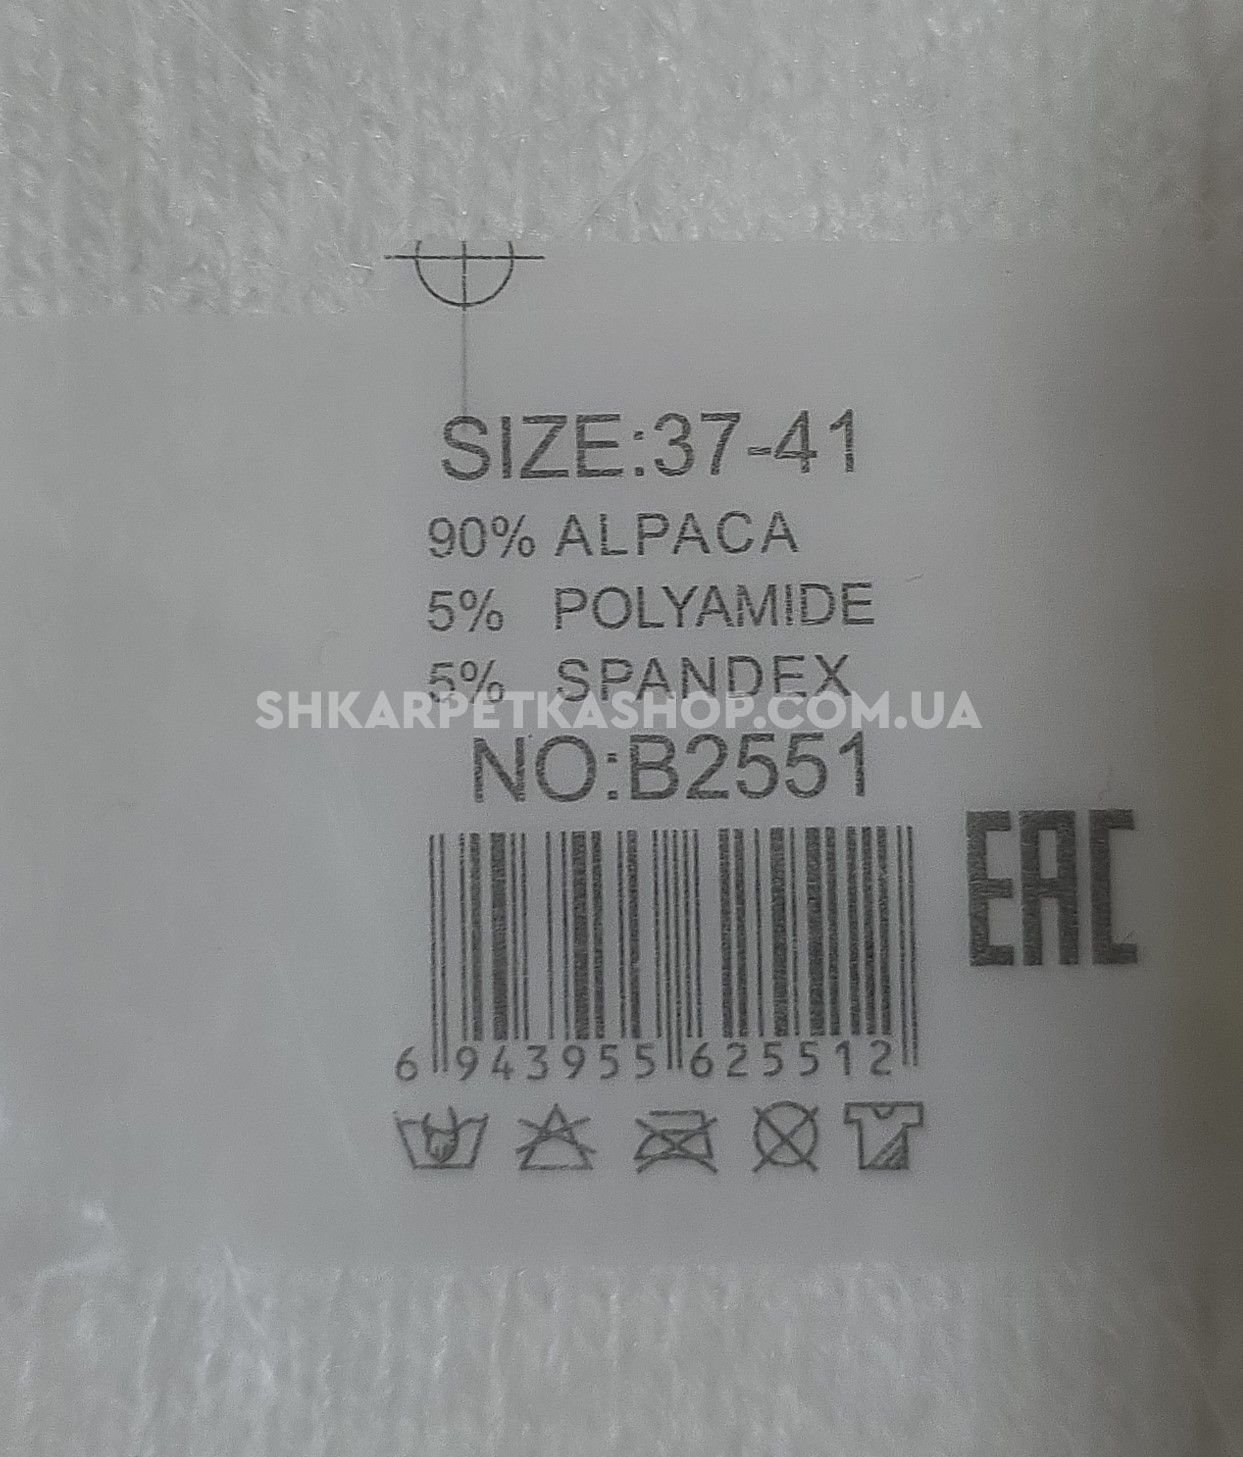 SIZE:37-41
90% ALPACA
5% POLYAMIDE
5% SPANDEX
SHKARPETKASHOP.COM.UA
NO:B2551
EAC
6 943955 625512